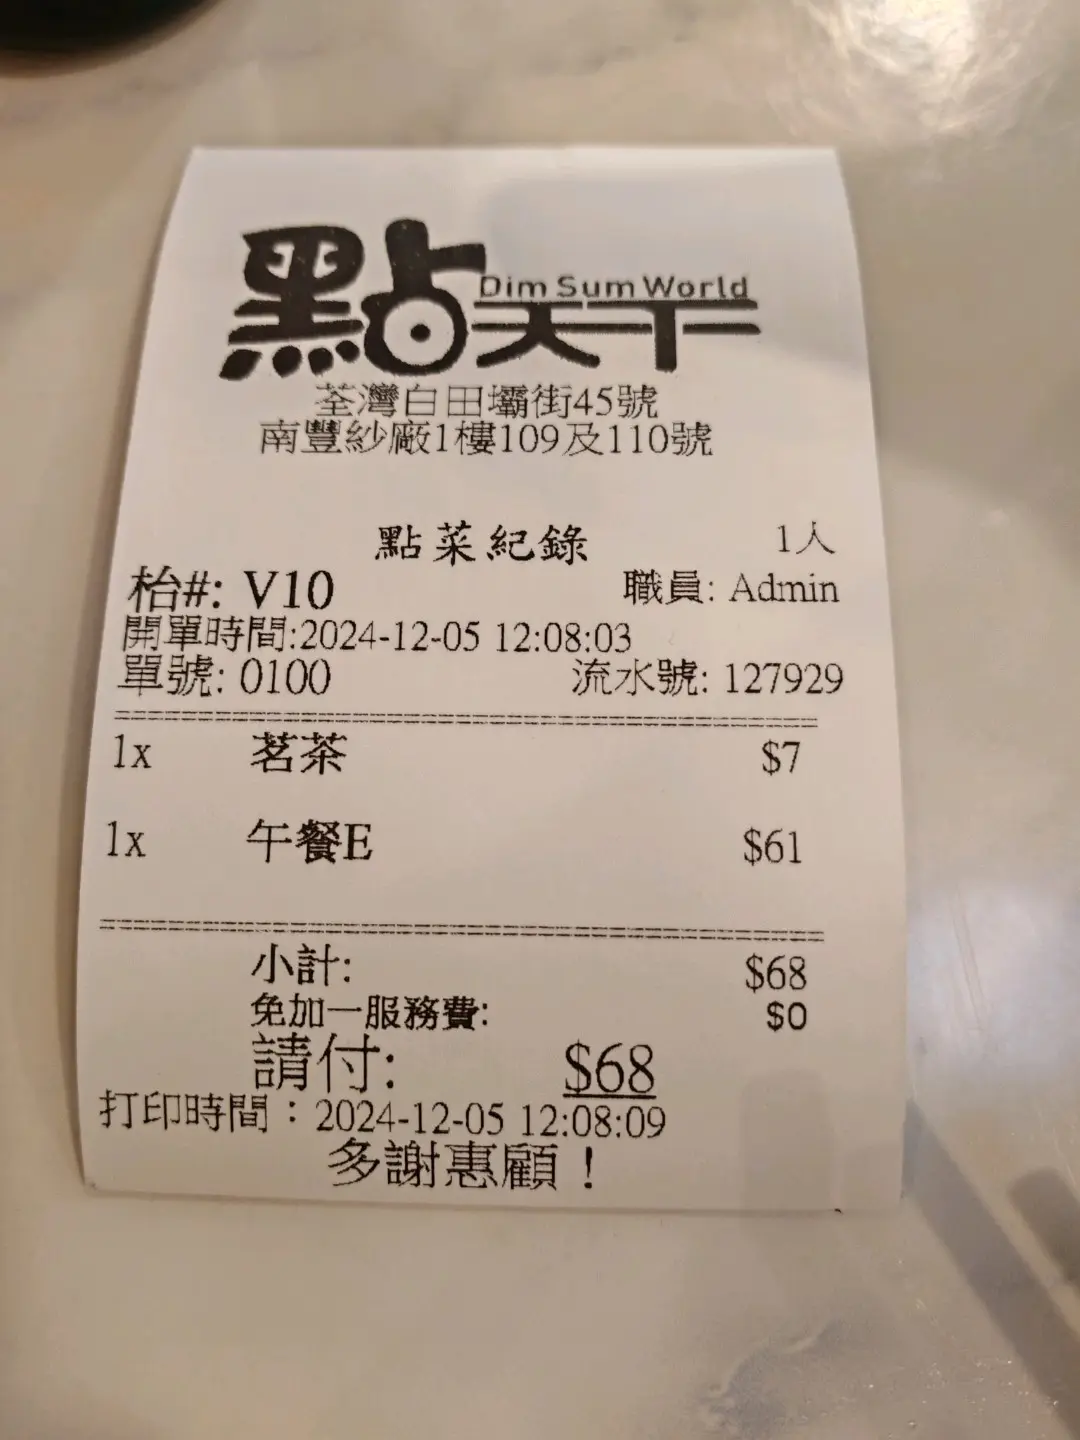 點天下 Dim Sum World
荃灣白田壩街45號
南豐紗廠1樓109及110號
點菜紀錄 1人
枱#: V10 職員: Admin
開單時間:2024-12-05 12:08:03
單號: 0100 流水號: 127929
1x 茗茶 $7
1x 午餐E $61
小計: $68
免加一服務費: $0
請付: $68
打印時間：2024-12-05 12:08:09
多謝惠顧！